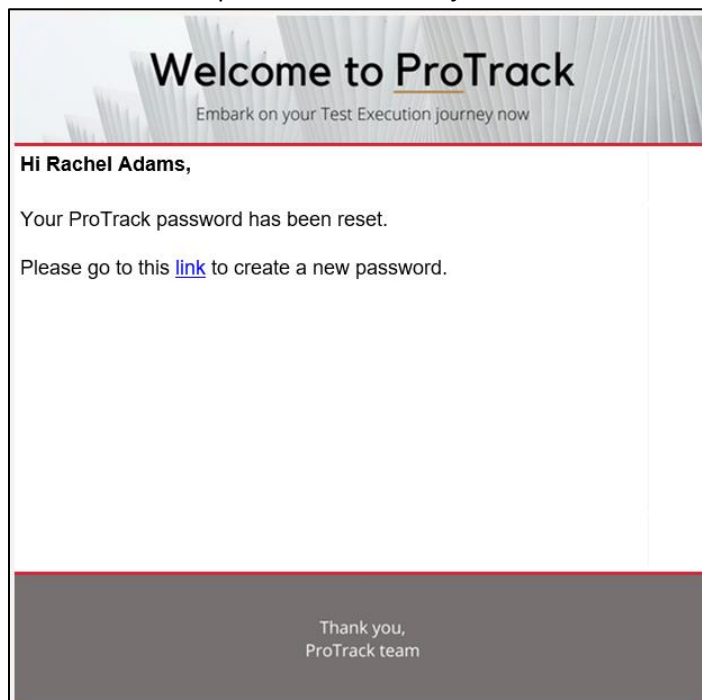 Welcome to ProTrack
Embark on your Test Execution journey now
Hi Rachel Adams,
Your ProTrack password has been reset.
Please go to this link to create a new password.
Thank you,
ProTrack team